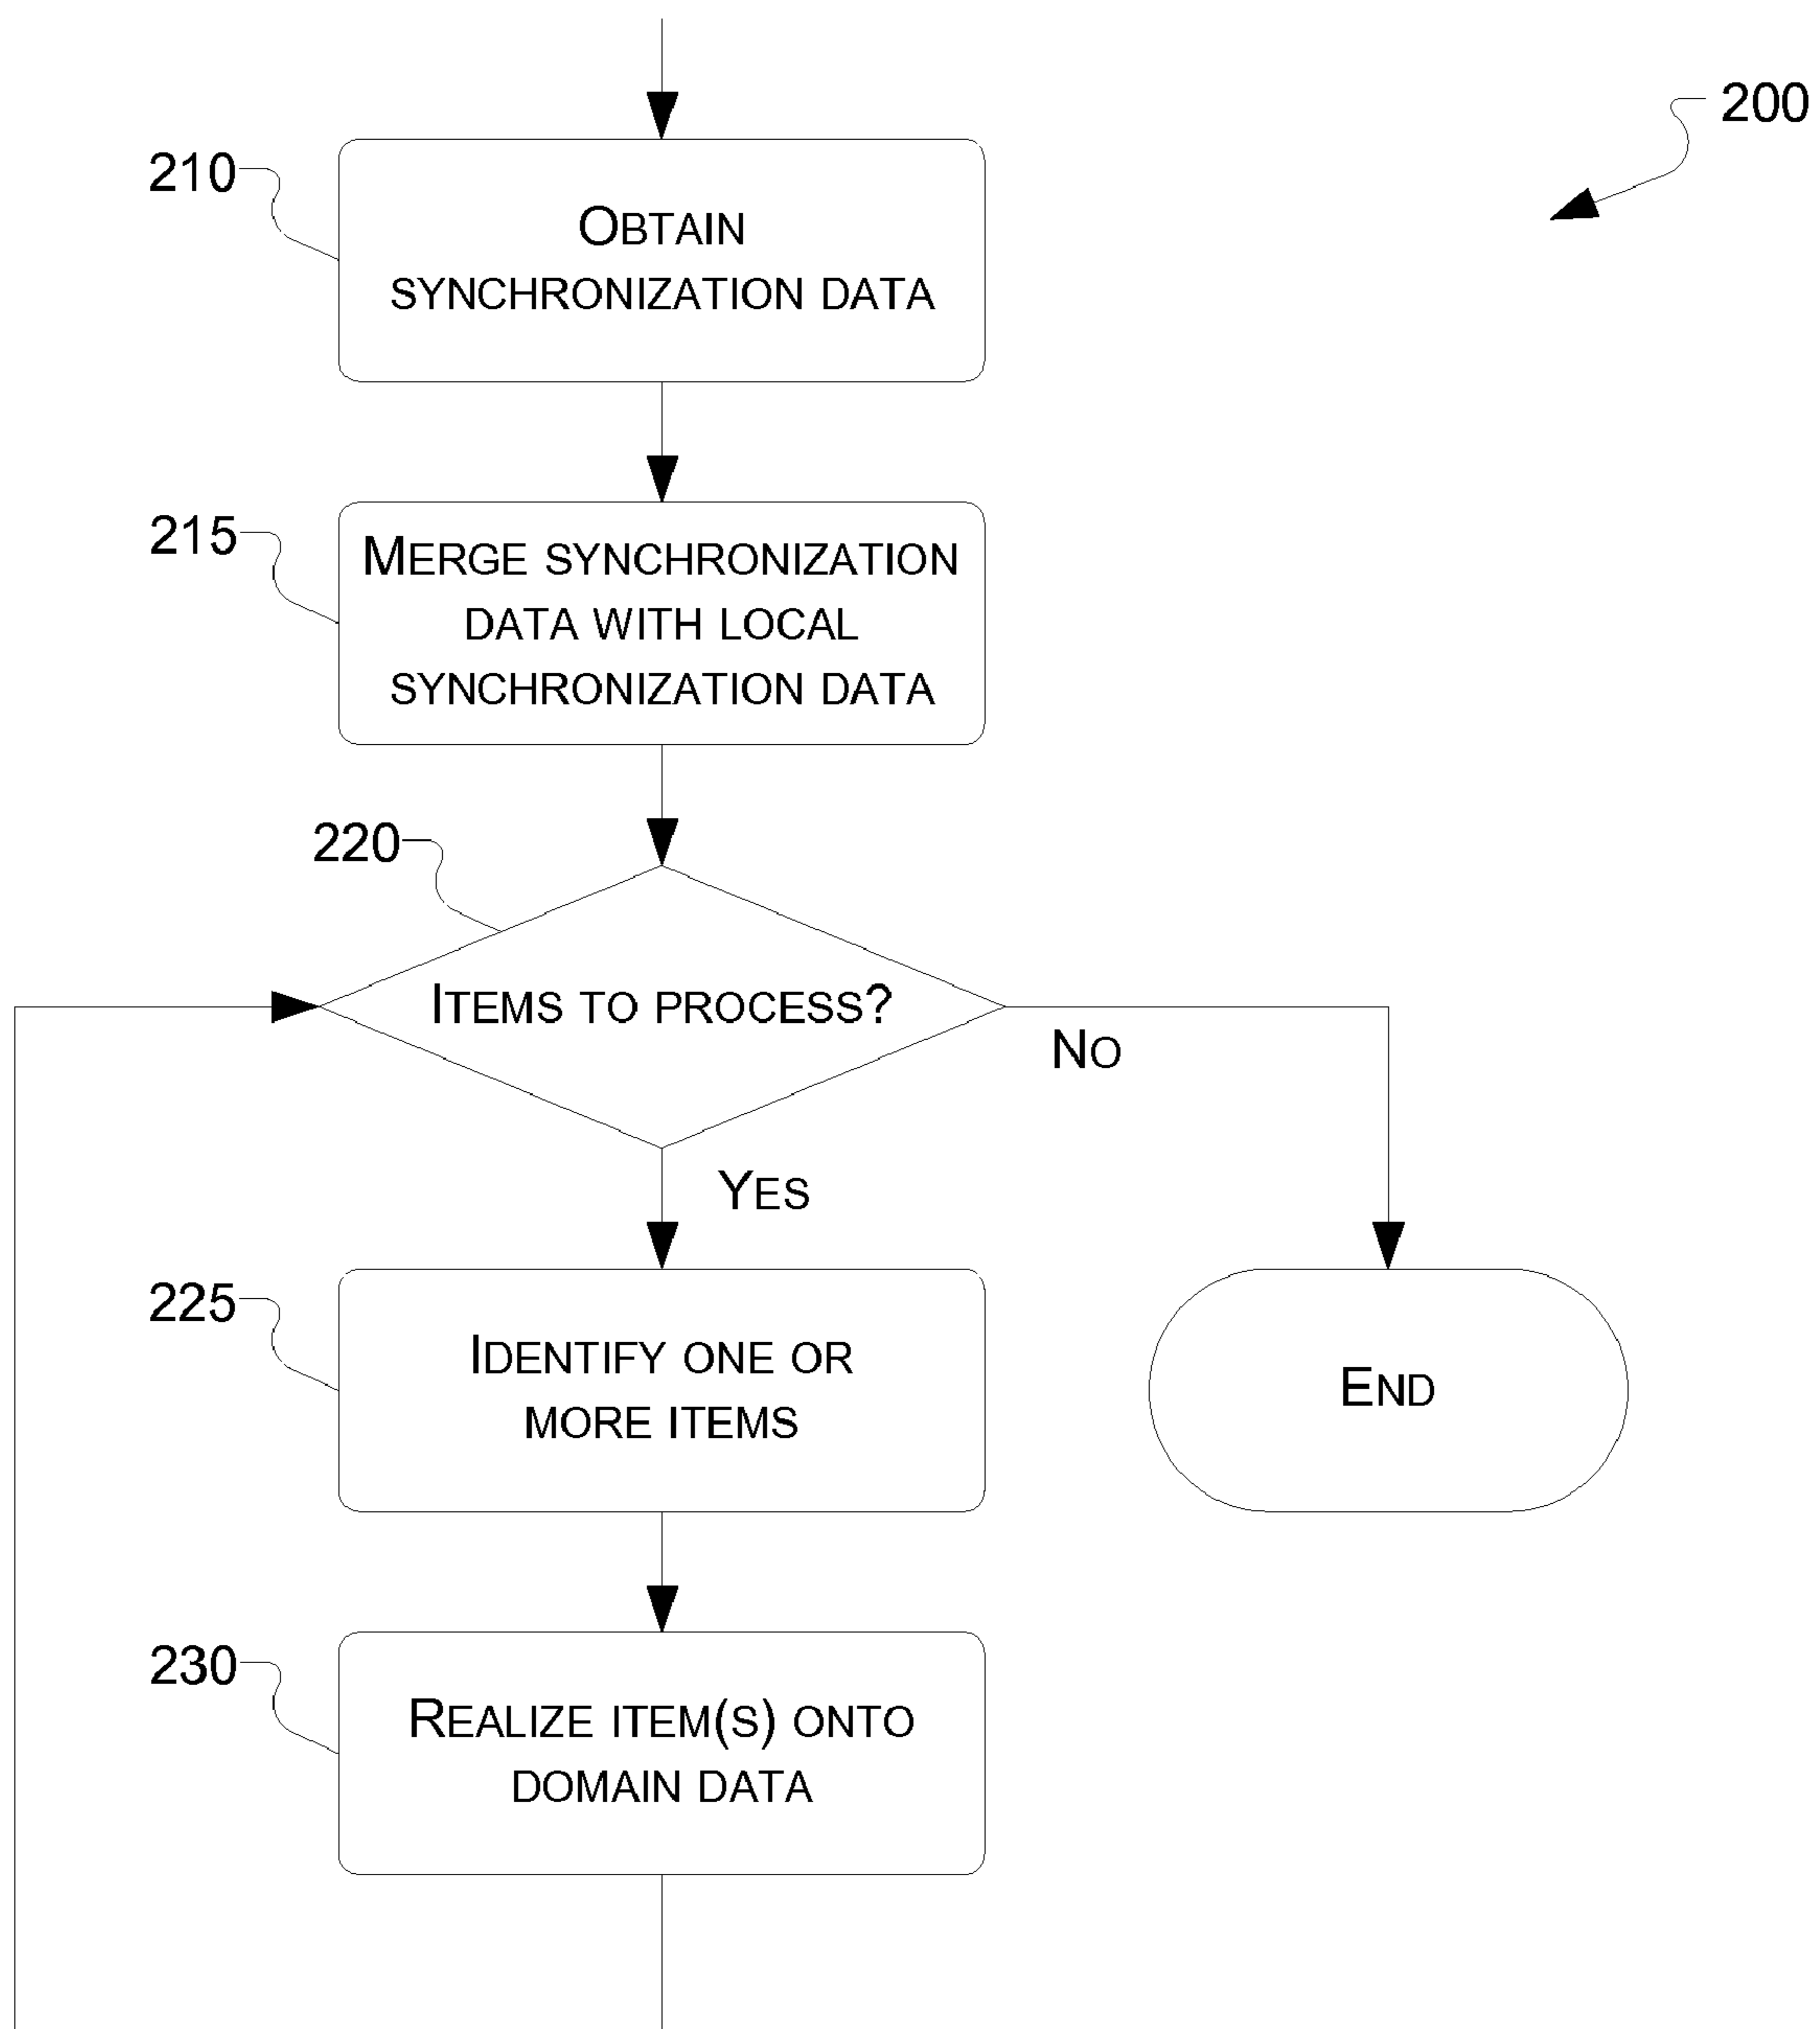 200
210
OBTAIN
SYNCHRONIZATION DATA
215
MERGE SYNCHRONIZATION
DATA WITH LOCAL
SYNCHRONIZATION DATA
220
ITEMS TO PROCESS?
NO
YES
225
IDENTIFY ONE OR
MORE ITEMS
END
230
REALIZE ITEM(S) ONTO
DOMAIN DATA